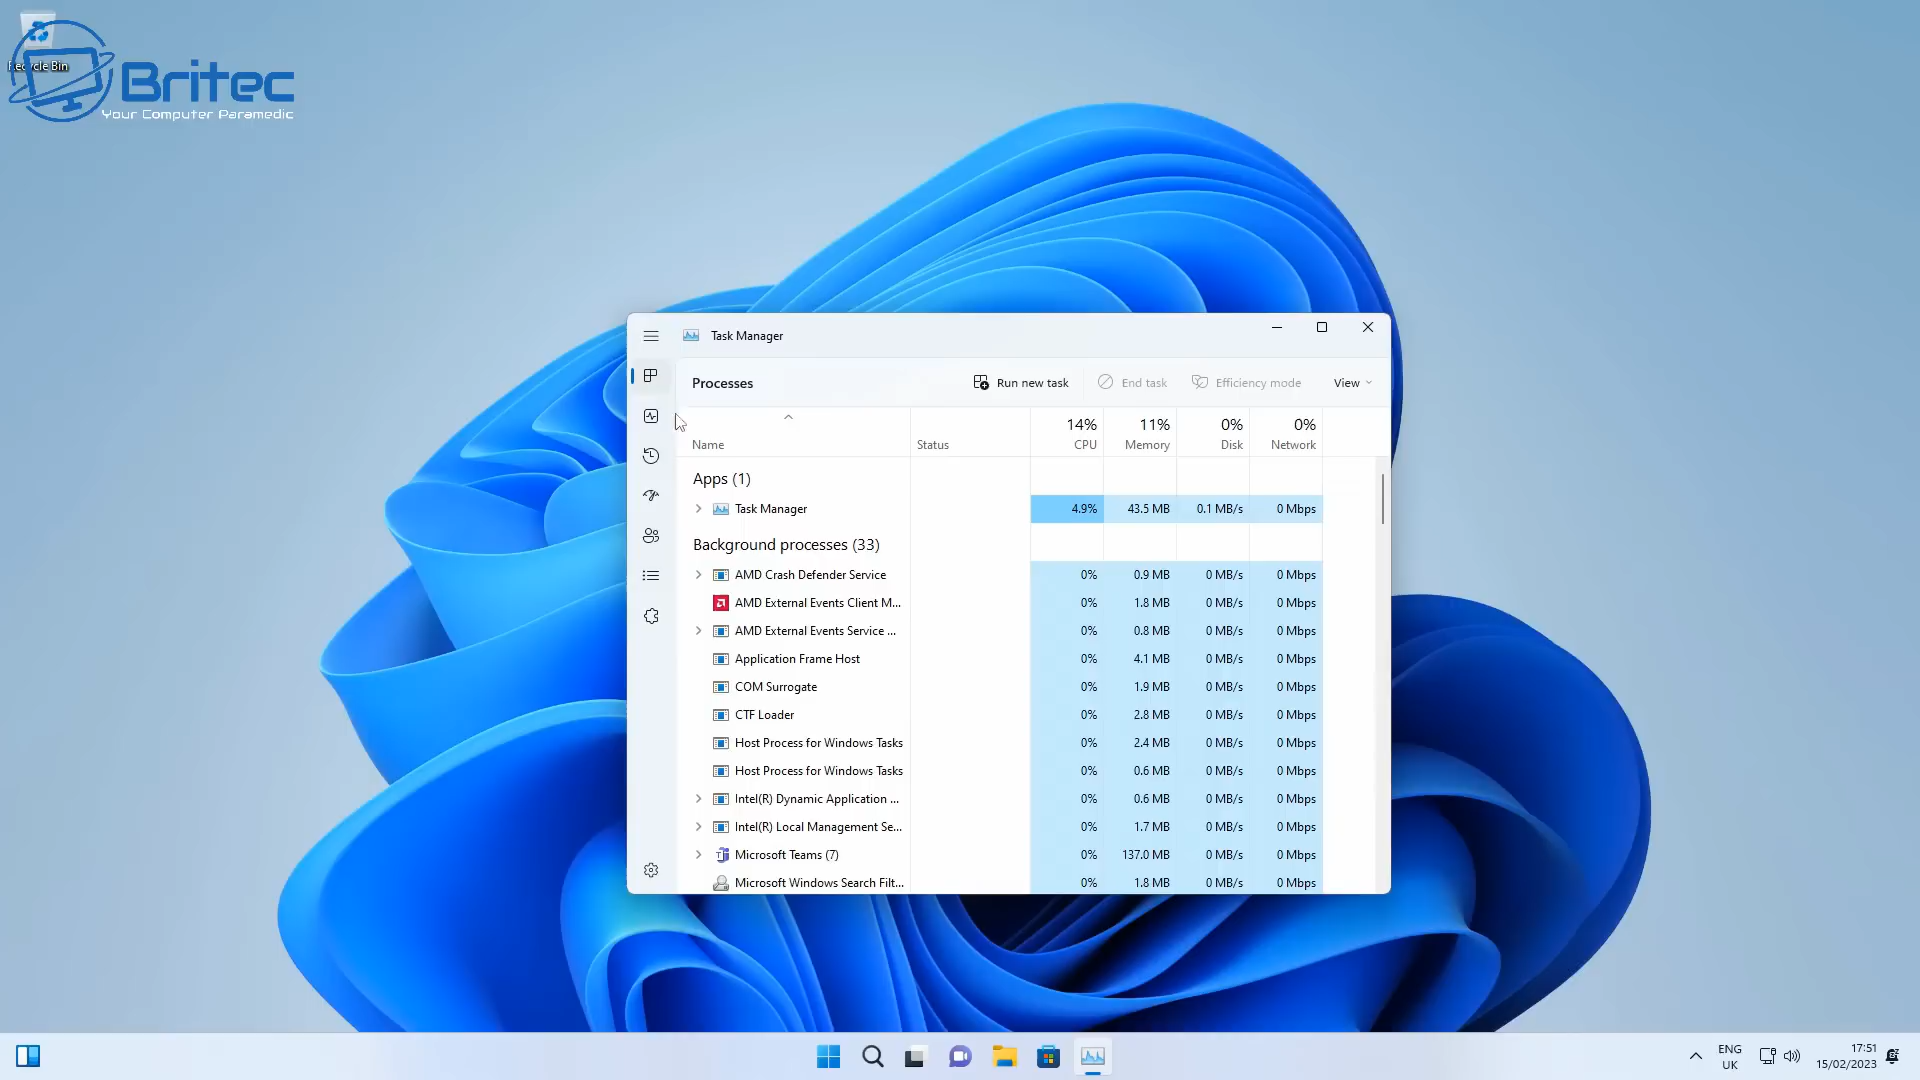 Recycle Bin
Britec
Your Computer Paramedic
Task Manager
Processes
Run new task
End task
Efficiency mode
View
14% 11% 0% 0%
Name Status CPU Memory Disk Network
Apps (1)
Task Manager 4.9% 43.5 MB 0.1 MB/s 0 Mbps
Background processes (33)
AMD Crash Defender Service 0% 0.9 MB 0 MB/s 0 Mbps
AMD External Events Client M... 0% 1.8 MB 0 MB/s 0 Mbps
AMD External Events Service ... 0% 0.8 MB 0 MB/s 0 Mbps
Application Frame Host 0% 4.1 MB 0 MB/s 0 Mbps
COM Surrogate 0% 1.9 MB 0 MB/s 0 Mbps
CTF Loader 0% 2.8 MB 0 MB/s 0 Mbps
Host Process for Windows Tasks 0% 2.4 MB 0 MB/s 0 Mbps
Host Process for Windows Tasks 0% 0.6 MB 0 MB/s 0 Mbps
Intel(R) Dynamic Application ... 0% 0.6 MB 0 MB/s 0 Mbps
Intel(R) Local Management Se... 0% 1.7 MB 0 MB/s 0 Mbps
Microsoft Teams (7) 0% 137.0 MB 0 MB/s 0 Mbps
Microsoft Windows Search Filt... 0% 1.8 MB 0 MB/s 0 Mbps
ENG
UK
17:51
15/02/2023